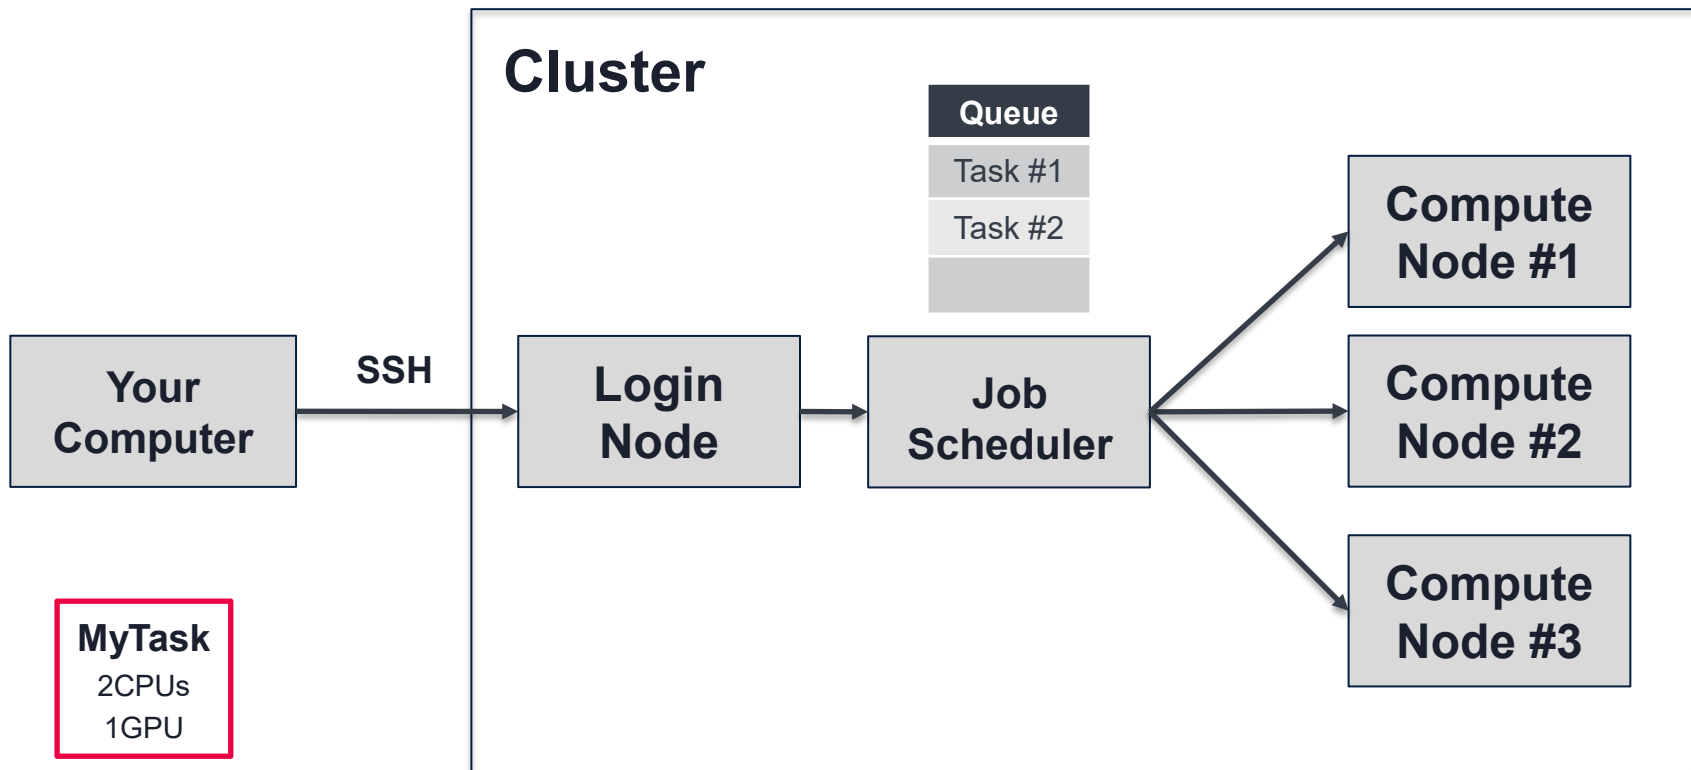 Cluster
Queue
Task #1
Task #2
Your
Computer
SSH
Login
Node
Job
Scheduler
Compute
Node #1
Compute
Node #2
Compute
Node #3
MyTask
2CPUs
1GPU